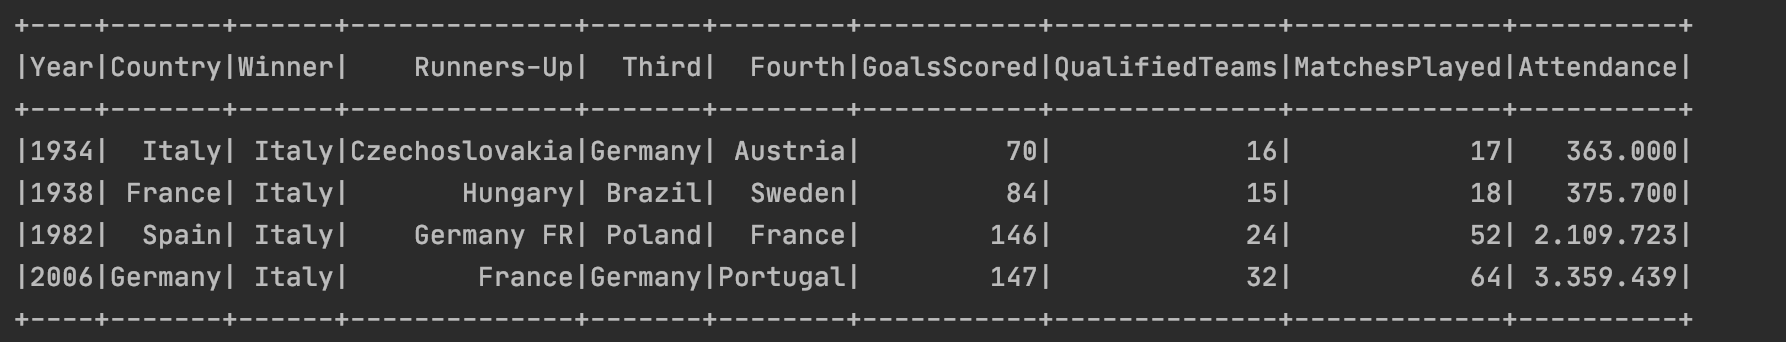 +----+-------+------+--------------+-------+--------+-----------+--------------+-------------+----------+
|Year|Country|Winner|    Runners-Up|  Third|  Fourth|GoalsScored|QualifiedTeams|MatchesPlayed|Attendance|
+----+-------+------+--------------+-------+--------+-----------+--------------+-------------+----------+
|1934|  Italy| Italy|Czechoslovakia|Germany| Austria|         70|            16|           17|   363.000|
|1938| France| Italy|       Hungary| Brazil|  Sweden|         84|            15|           18|   375.700|
|1982|  Spain| Italy|    Germany FR| Poland|  France|        146|            24|           52| 2.109.723|
|2006|Germany| Italy|        France|Germany|Portugal|        147|            32|           64| 3.359.439|
+----+-------+------+--------------+-------+--------+-----------+--------------+-------------+----------+